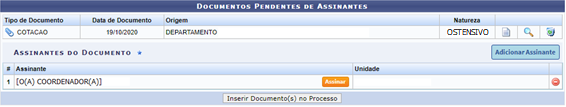 Documentos Pendentes de Assinantes
Tipo de Documento Data de Documento Origem Natureza
COTACAO 19/10/2020 DEPARTAMENTO OSTENSIVO
Assinantes do Documento ★ Adicionar Assinante
# Assinante Unidade
1 [O(A) COORDENADOR(A)] Assinar
Inserir Documento(s) no Processo